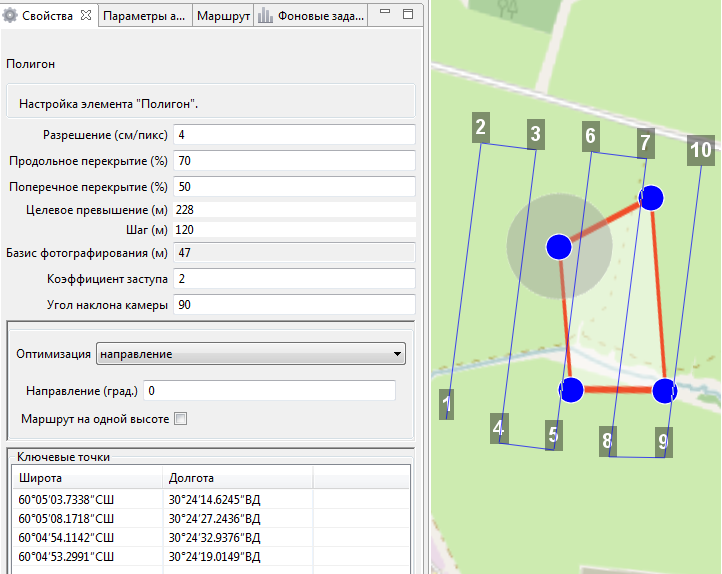 Свойства Параметры а... Маршрут Фоновые зада...
Полигон
Настройка элемента "Полигон".
Разрешение (см/пикс) 4
Продольное перекрытие (%) 70
Поперечное перекрытие (%) 50
Целевое превышение (м) 228
Шаг (м) 120
Базис фотографирования (м) 47
Коэффициент заступа 2
Угол наклона камеры 90
Оптимизация направление
Направление (град.) 0
Маршрут на одной высоте
Ключевые точки
Широта Долгота
60°05'03.7338"СШ 30°24'14.6245"ВД
60°05'08.1718"СШ 30°24'27.2436"ВД
60°04'54.1142"СШ 30°24'32.9376"ВД
60°04'53.2991"СШ 30°24'19.0149"ВД
2 3 6 7 10
1 4 5 8 9